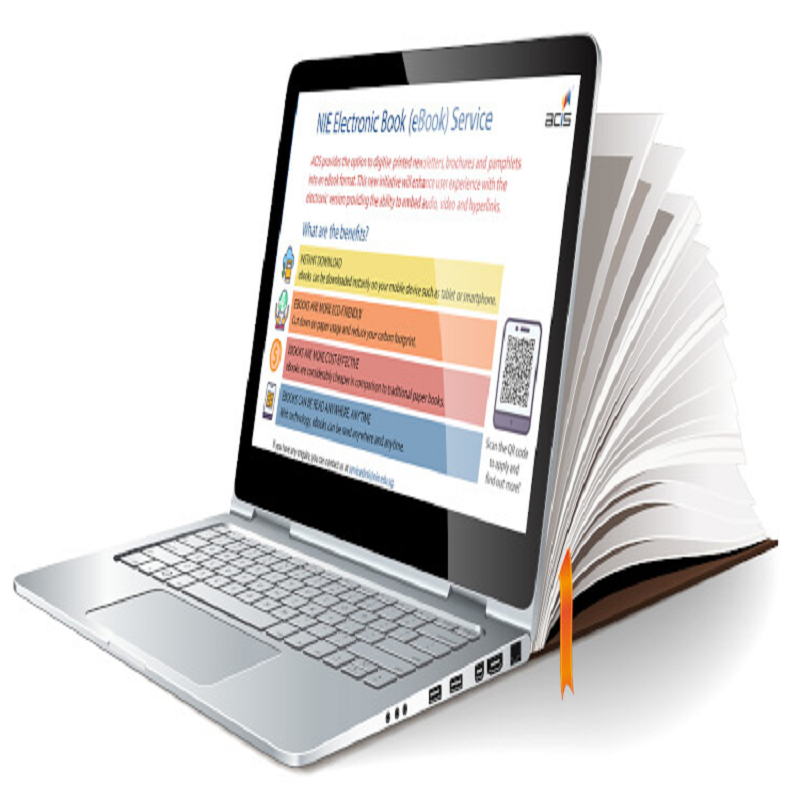 NIE Electronic Book (eBook) Service
acis
ACIS provides the option to digitise printed newsletters, brochures and pamphlets
into an eBook format. This new initiative will enhance user experience with the
electronic version providing the ability to embed audio, video and hyperlinks.
What are the benefits?
INSTANT DOWNLOAD
ebooks can be downloaded instantly on your mobile device such as tablet or smartphone.
EBOOKS ARE MORE ECO-FRIENDLY
Cut down on paper usage and reduce your carbon footprint.
EBOOKS ARE MORE COST-EFFECTIVE
ebooks are considerably cheaper in comparison to traditional paper books.
EBOOKS CAN BE READ ANYWHERE, ANYTIME
With technology, ebooks can be read anywhere and anytime.
Scan the QR code
to apply and
find out more!
If you have any enquiry, you can contact us at servicedesk@nie.edu.sg